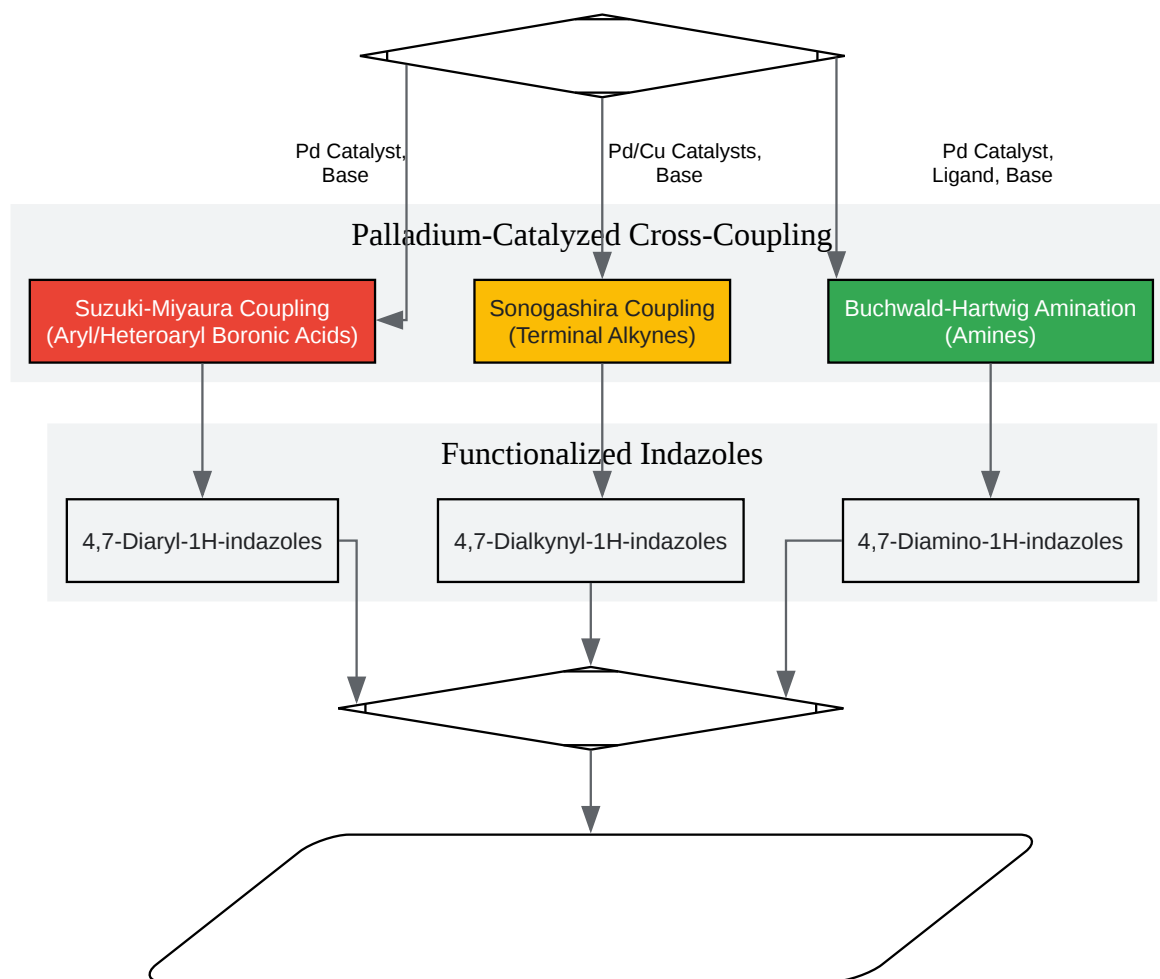 Pd Catalyst,
Base
Pd/Cu Catalysts,
Base
Pd Catalyst,
Ligand, Base
Palladium-Catalyzed Cross-Coupling
Suzuki-Miyaura Coupling
(Aryl/Heteroaryl Boronic Acids)
Sonogashira Coupling
(Terminal Alkynes)
Buchwald-Hartwig Amination
(Amines)
Functionalized Indazoles
4,7-Diaryl-1H-indazoles
4,7-Dialkynyl-1H-indazoles
4,7-Diamino-1H-indazoles